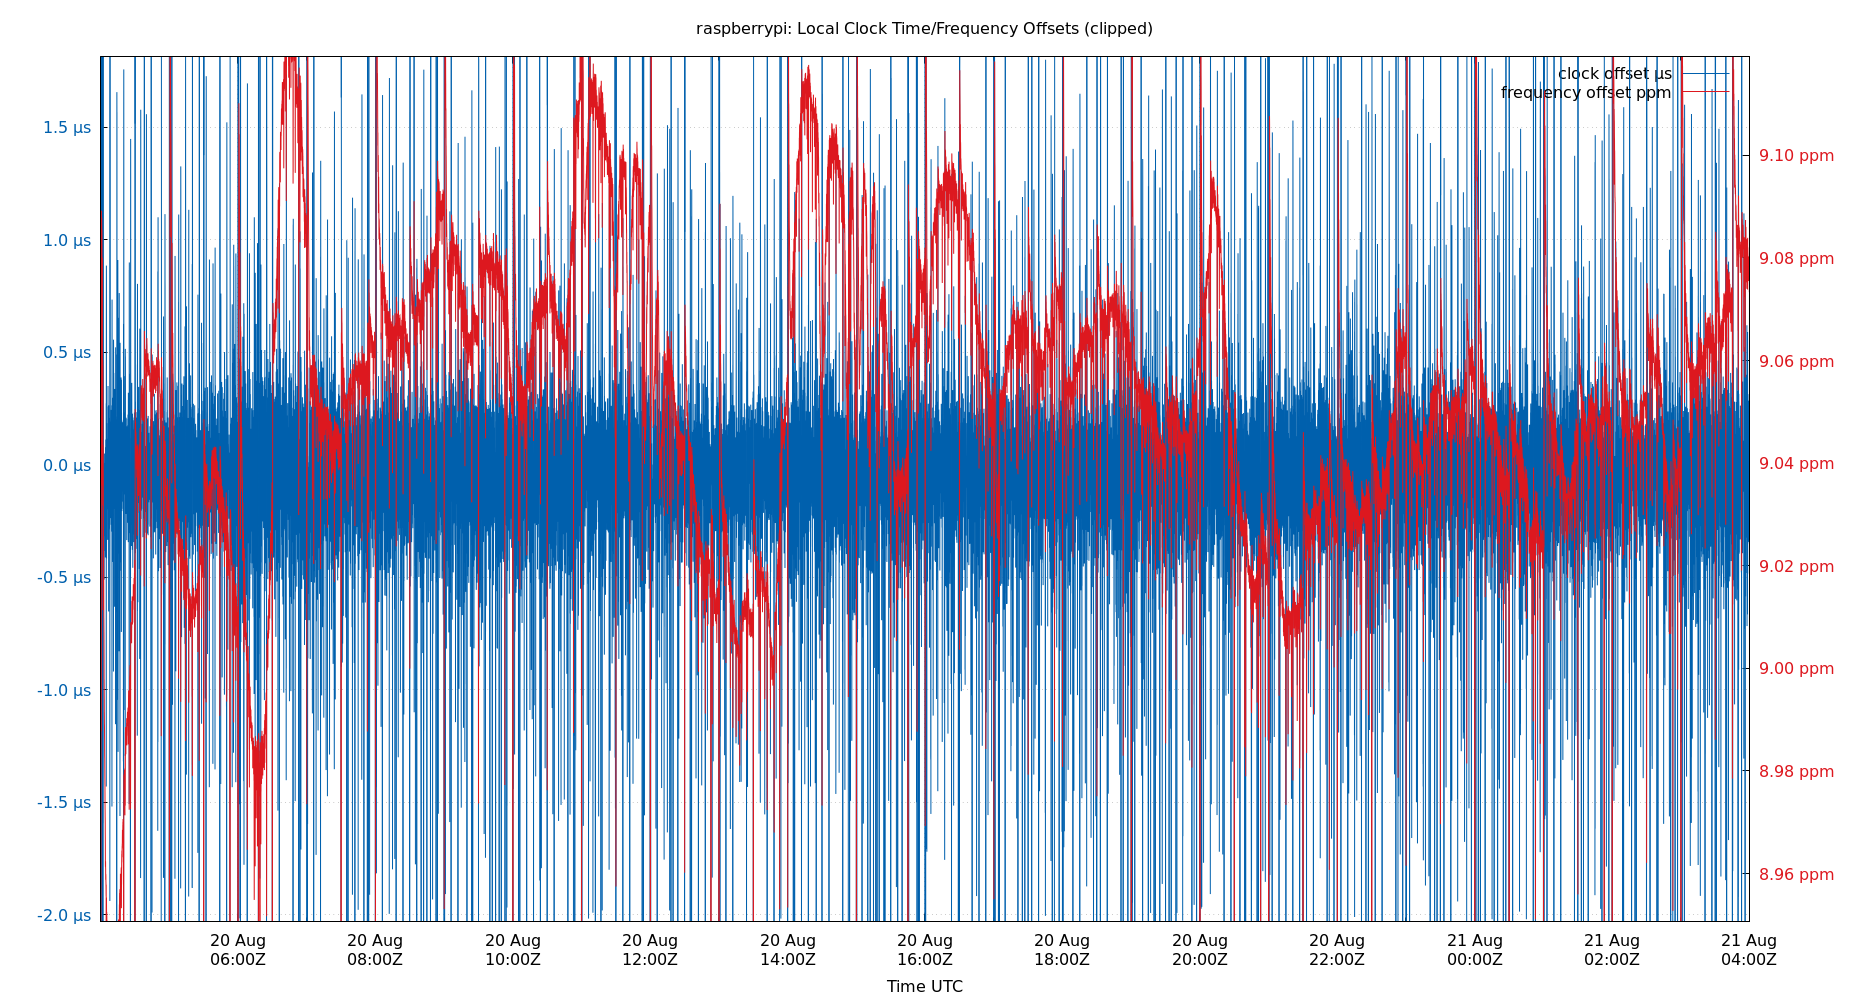 raspberrypi: Local Clock Time/Frequency Offsets (clipped)
clock offset µs
frequency offset ppm
1.5 µs
1.0 µs
0.5 µs
0.0 µs
-0.5 µs
-1.0 µs
-1.5 µs
-2.0 µs
9.10 ppm
9.08 ppm
9.06 ppm
9.04 ppm
9.02 ppm
9.00 ppm
8.98 ppm
8.96 ppm
20 Aug 20 Aug 20 Aug 20 Aug 20 Aug 20 Aug 20 Aug 20 Aug 20 Aug 21 Aug 21 Aug 21 Aug
06:00Z 08:00Z 10:00Z 12:00Z 14:00Z 16:00Z 18:00Z 20:00Z 22:00Z 00:00Z 02:00Z 04:00Z
Time UTC